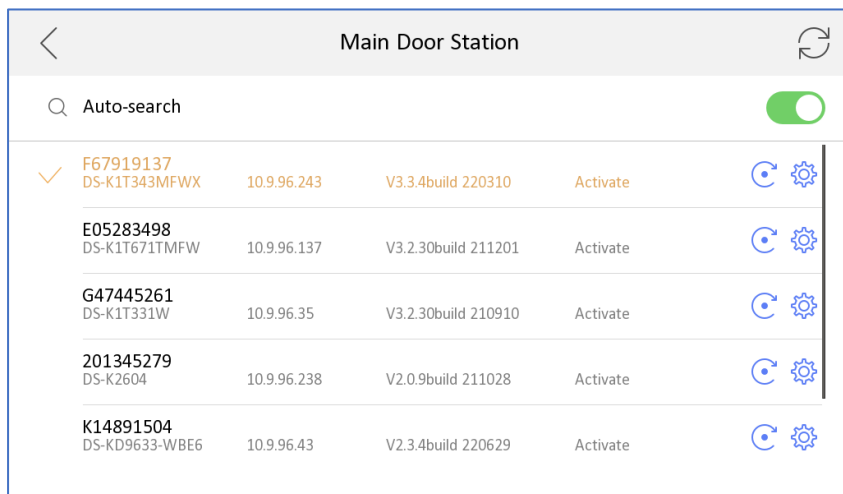 Main Door Station
Auto-search
F67919137
DS-K1T343MFWX 10.9.96.243 V3.3.4build 220310 Activate
E05283498
DS-K1T671TMFW 10.9.96.137 V3.2.30build 211201 Activate
G47445261
DS-K1T331W 10.9.96.35 V3.2.30build 210910 Activate
201345279
DS-K2604 10.9.96.238 V2.0.9build 211028 Activate
K14891504
DS-KD9633-WBE6 10.9.96.43 V2.3.4build 220629 Activate